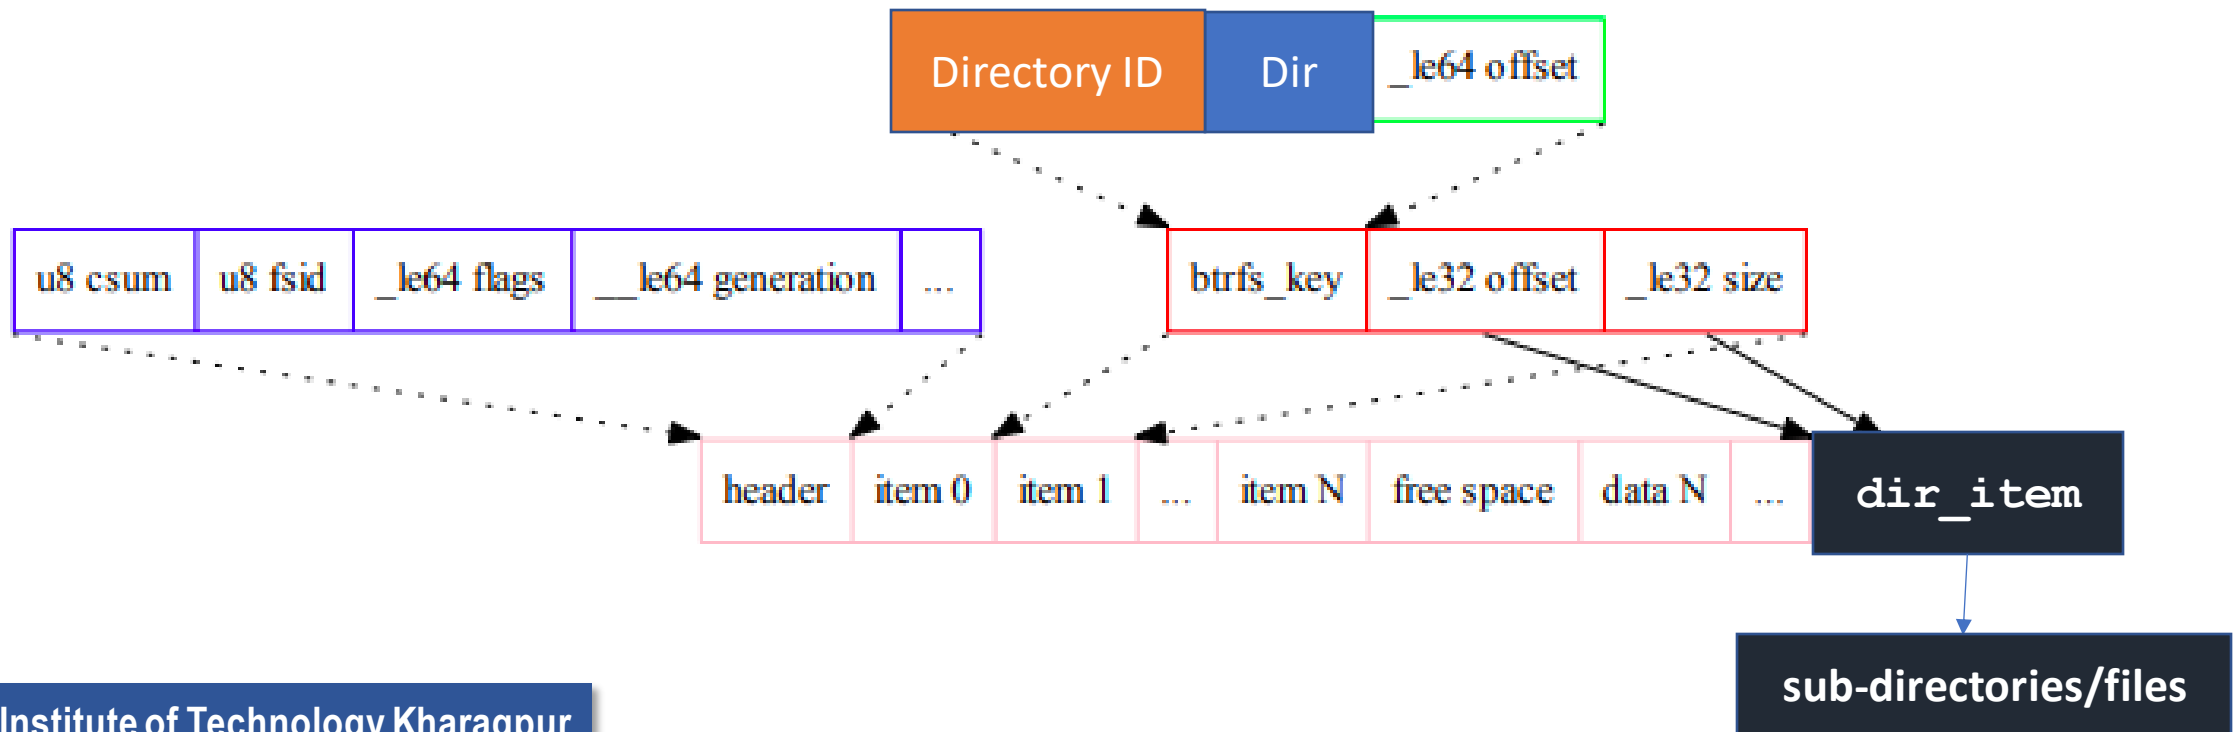 Directory ID Dir _le64 offset
u8 csum u8 fsid _le64 flags __le64 generation ... btrfs_key _le32 offset _le32 size
header item 0 item 1 ... item N free space data N ... dir_item
sub-directories/files
Institute of Technology Kharagpur